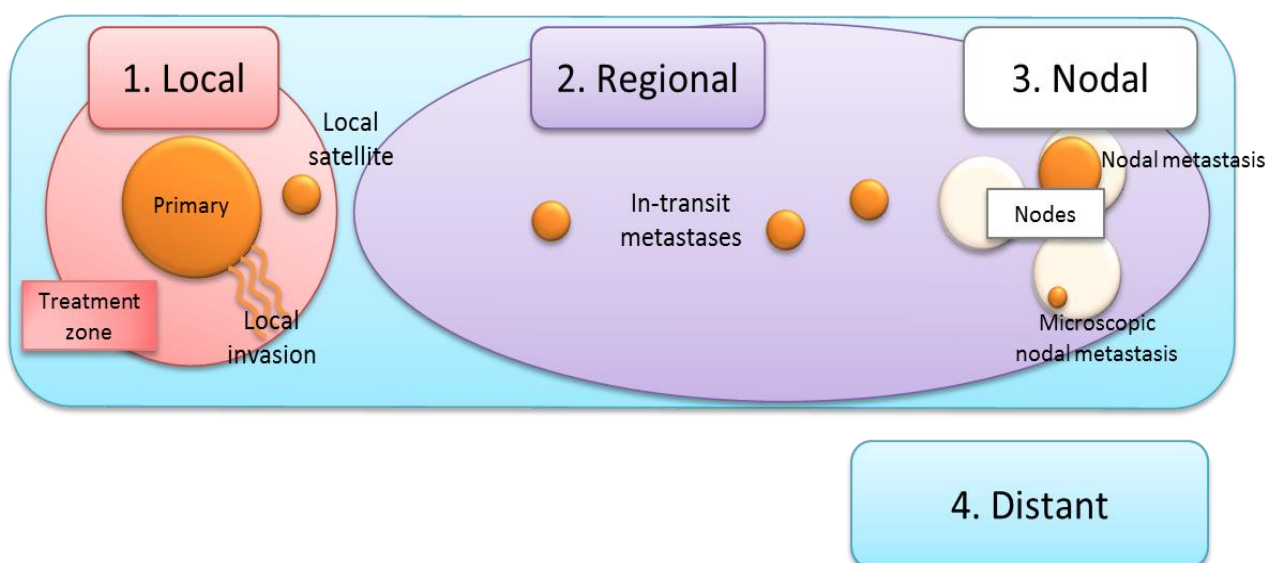 1. Local
2. Regional
3. Nodal
Local
satellite
Primary
Nodal metastasis
In-transit
metastases
Nodes
Treatment
zone
Local
invasion
Microscopic
nodal metastasis
4. Distant